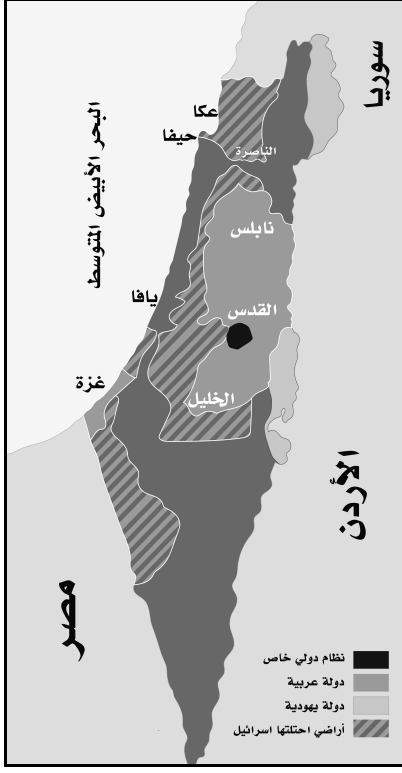 سوريا
البحر الأبيض المتوسط
عكا
حيفا
الناصرة
نابلس
يافا
القدس
غزة
الخليل
الأردن
مصر
نظام دولي خاص
دولة عربية
دولة يهودية
أراضي احتلتها اسرائيل